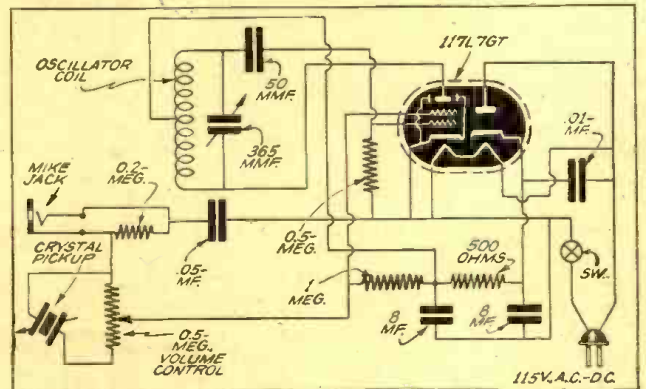 117L7GT
OSCILLATOR
COIL
50
MMF.
.01-
MF.
365
MMF.
MIKE
JACK
0.2-
MEG.
CRYSTAL
PICKUP
.05-
MF.
0.5-
MEG.
1
MEG.
500
OHMS
SW.
8
MF.
8
MF.
0.5-
MEG.
VOLUME
CONTROL
115V. A.C.-D.C.